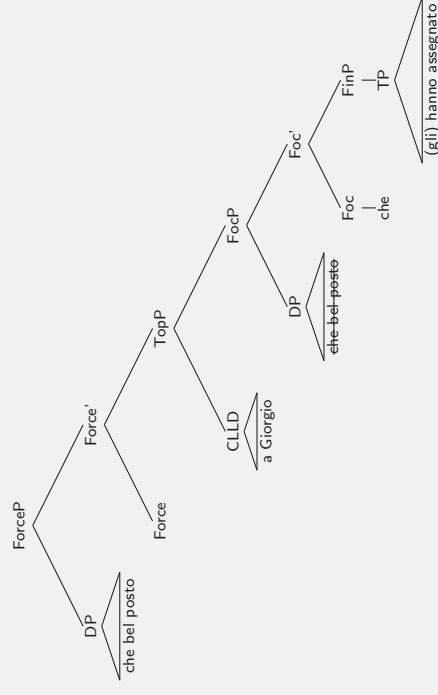 ForceP
DP Force'
che bel posto
Force TopP
CLLD FocP
a Giorgio
DP Foc'
che bel posto
Foc FinP
che TP
(gli) hanno assegnato